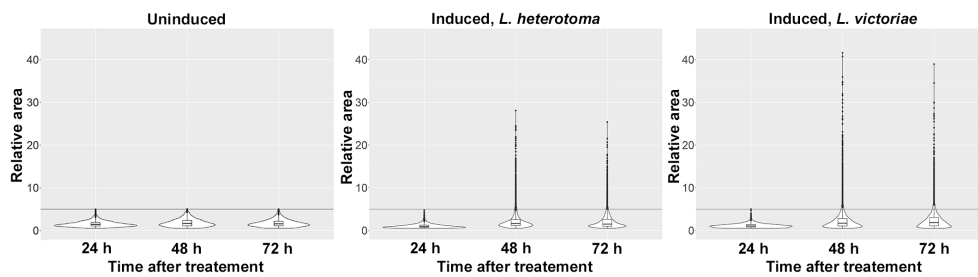 Uninduced
Relative area
40
30
20
10
0
24 h 48 h 72 h
Time after treatement
Induced, L. heterotoma
Relative area
40
30
20
10
0
24 h 48 h 72 h
Time after treatement
Induced, L. victoriae
Relative area
40
30
20
10
0
24 h 48 h 72 h
Time after treatement